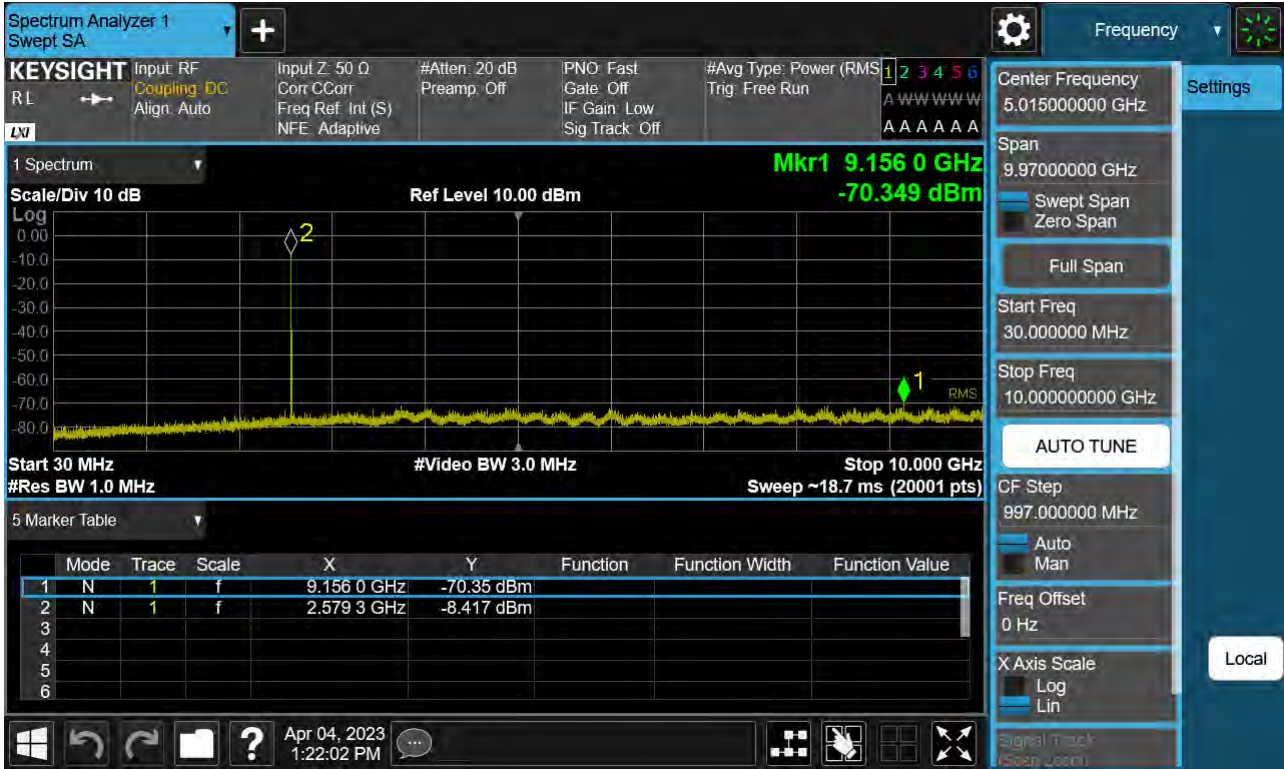 Spectrum Analyzer 1
Swept SA
Frequency
KEYSIGHT
RL
LXI
Input: RF
Coupling: DC
Align: Auto
Input Z: 50 Ω
Corr CCorr
Freq Ref: Int (S)
NFE: Adaptive
#Atten: 20 dB
Preamp: Off
PNO: Fast
Gate: Off
IF Gain: Low
Sig Track: Off
#Avg Type: Power (RMS
Trig: Free Run
1 2 3 4 5 6
A W W W W W
A A A A A A
1 Spectrum
Mkr1 9.156 0 GHz
Scale/Div 10 dB
Ref Level 10.00 dBm
-70.349 dBm
Log
0.00
-10.0
-20.0
-30.0
-40.0
-50.0
-60.0
-70.0
-80.0
2
1
RMS
Start 30 MHz
#Video BW 3.0 MHz
Stop 10.000 GHz
#Res BW 1.0 MHz
Sweep ~18.7 ms (20001 pts)
5 Marker Table
Mode Trace Scale X Y Function Function Width Function Value
1 N 1 f 9.156 0 GHz -70.35 dBm
2 N 1 f 2.579 3 GHz -8.417 dBm
3
4
5
6
Apr 04, 2023
1:22:02 PM
Center Frequency
5.015000000 GHz
Settings
Span
9.97000000 GHz
Swept Span
Zero Span
Full Span
Start Freq
30.000000 MHz
Stop Freq
10.000000000 GHz
AUTO TUNE
CF Step
997.000000 MHz
Auto
Man
Freq Offset
0 Hz
X Axis Scale
Log
Lin
Local
Signal Track
(Span Zoom)